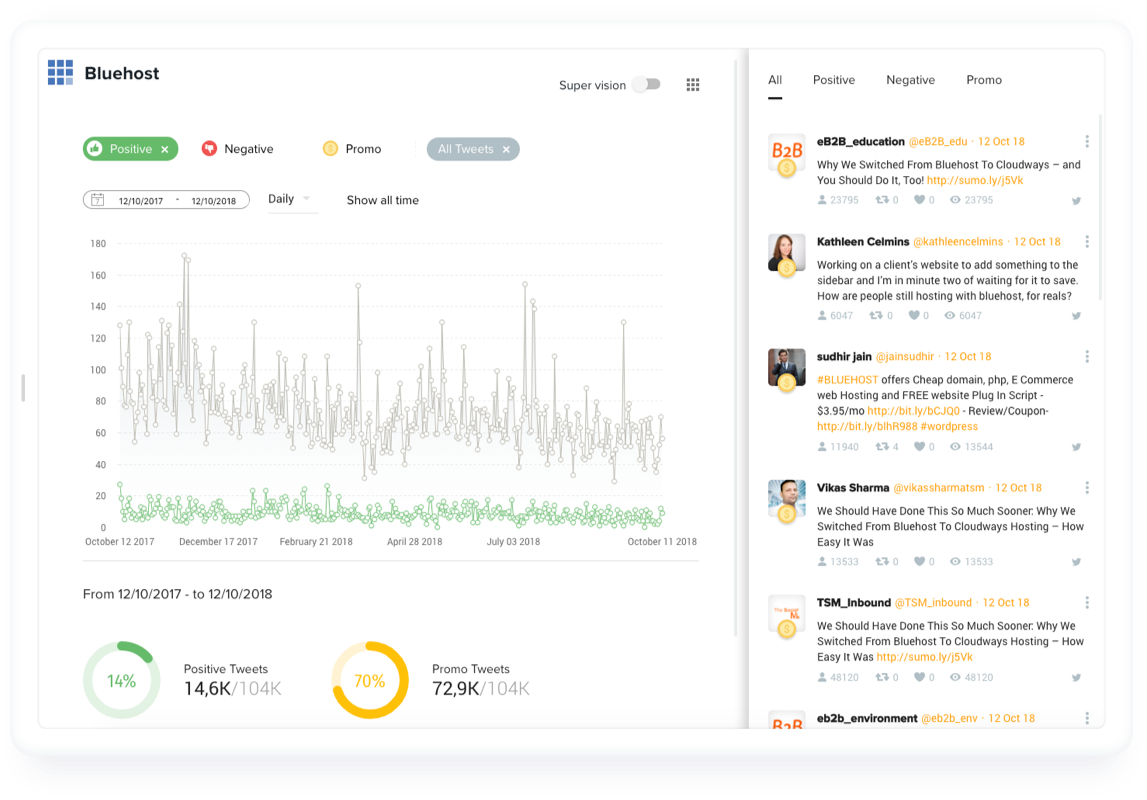 Bluehost
Super vision
Positive ×
Negative
Promo
All Tweets ×
12/10/2017 - 12/10/2018
Daily
Show all time
180
160
140
120
100
80
60
40
20
0
October 12 2017
December 17 2017
February 21 2018
April 28 2018
July 03 2018
October 11 2018
From 12/10/2017 - to 12/10/2018
14%
Positive Tweets
14,6K/104K
70%
Promo Tweets
72,9K/104K
All
Positive
Negative
Promo
B2B
eB2B_education @eB2B_edu · 12 Oct 18
Why We Switched From Bluehost To Cloudways – and
You Should Do It, Too! http://sumo.ly/j5Vk
23795 0 0 23795
Kathleen Celmins @kathleencelmins · 12 Oct 18
Working on a client's website to add something to the
sidebar and I'm in minute two of waiting for it to save.
How are people still hosting with bluehost, for reals?
6047 0 0 6047
sudhir jain @jainsudhir · 12 Oct 18
#BLUEHOST offers Cheap domain, php, E Commerce
web Hosting and FREE website Plug In Script -
$3.95/mo http://bit.ly/bCJQ0 - Review/Coupon-
http://bit.ly/blhR988 #wordpress
11940 4 0 13544
Vikas Sharma @vikassharmatsm · 12 Oct 18
We Should Have Done This So Much Sooner: Why We
Switched From Bluehost To Cloudways Hosting – How
Easy It Was
13533 0 0 13533
TSM_Inbound @TSM_inbound · 12 Oct 18
We Should Have Done This So Much Sooner: Why We
Switched From Bluehost To Cloudways Hosting – How
Easy It Was http://sumo.ly/j5Vk
48120 0 0 48120
B2B
eb2b_environment @eb2b_env · 12 Oct 18